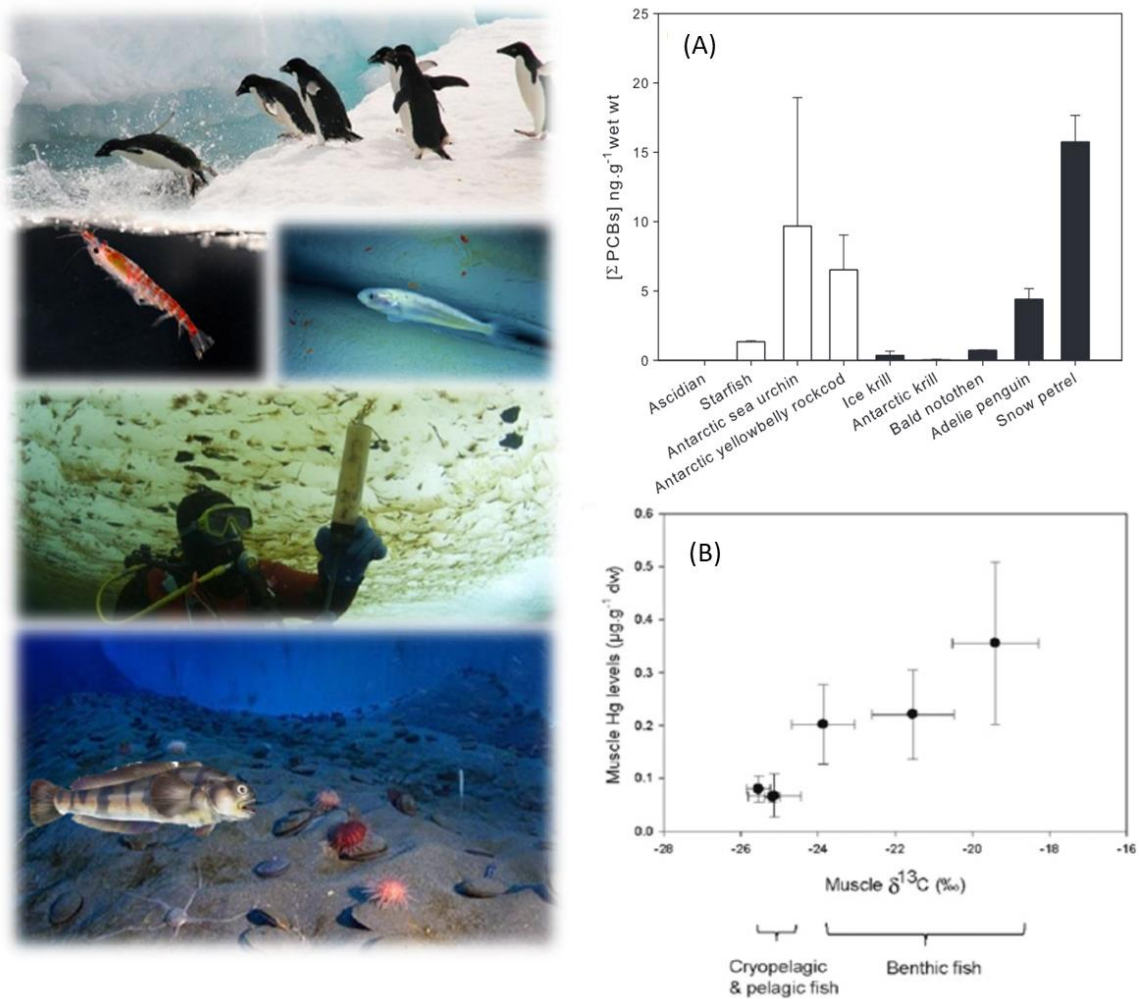 (A)
[Σ PCBs] ng.g⁻¹ wet wt
25
20
15
10
5
0
Ascidian
Starfish
Antarctic sea urchin
Antarctic yellowbelly rockcod
Ice krill
Antarctic krill
Bald notothen
Adelie penguin
Snow petrel
(B)
Muscle Hg levels (µg.g⁻¹ dw)
0.6
0.5
0.4
0.3
0.2
0.1
0.0
-28 -26 -24 -22 -20 -18 -16
Muscle δ¹³C (‰)
Cryopelagic
& pelagic fish
Benthic fish